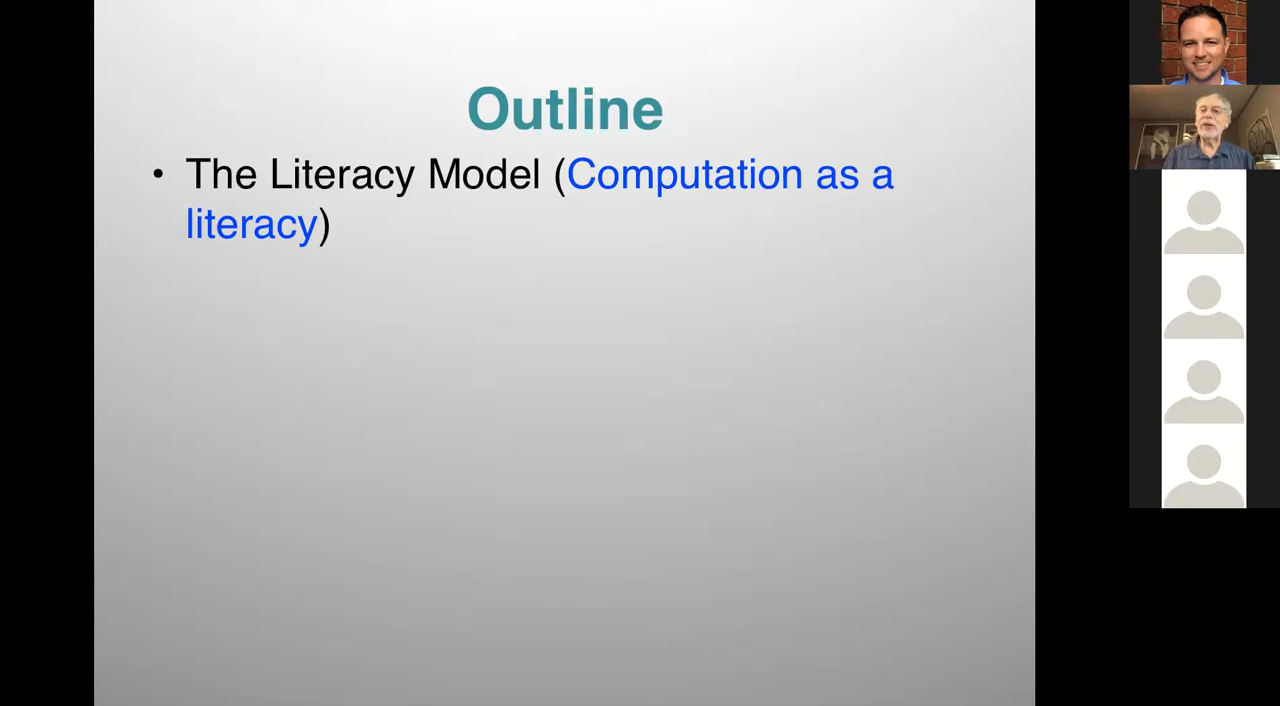 Outline
• The Literacy Model (Computation as a
literacy)